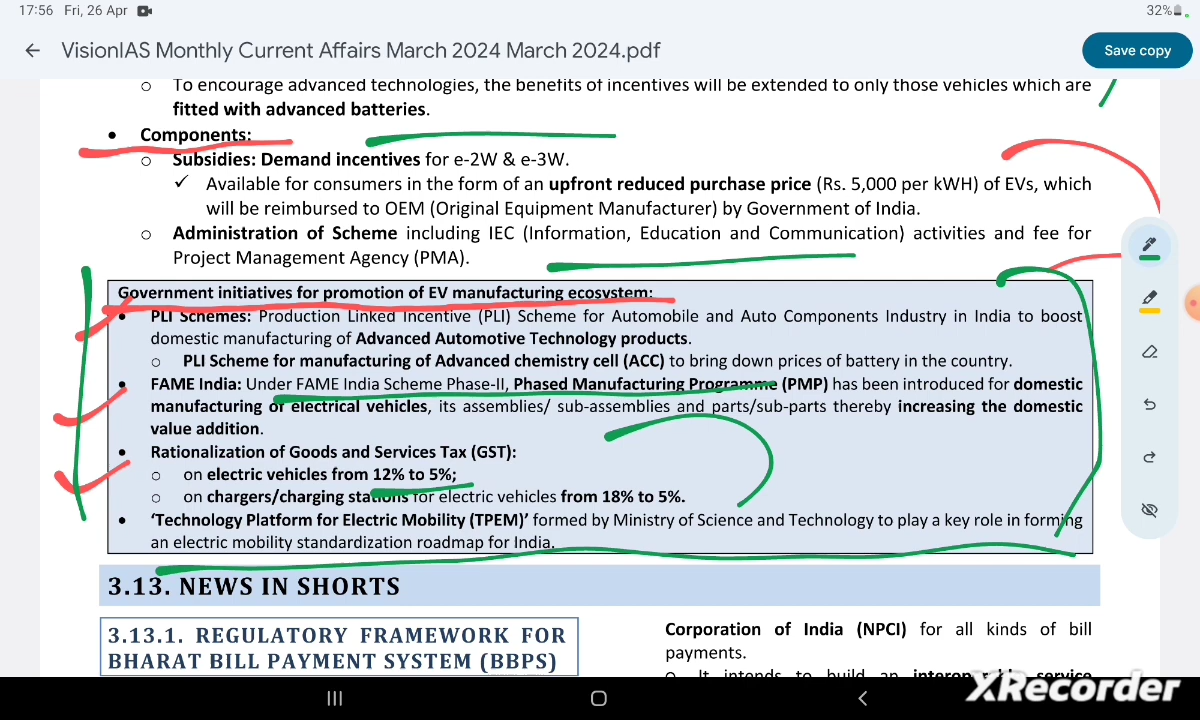 17:56 Fri, 26 Apr
32%
VisionIAS Monthly Current Affairs March 2024 March 2024.pdf
Save copy
o To encourage advanced technologies, the benefits of incentives will be extended to only those vehicles which are
fitted with advanced batteries.
• Components:
o Subsidies: Demand incentives for e-2W & e-3W.
✓ Available for consumers in the form of an upfront reduced purchase price (Rs. 5,000 per kWH) of EVs, which
will be reimbursed to OEM (Original Equipment Manufacturer) by Government of India.
o Administration of Scheme including IEC (Information, Education and Communication) activities and fee for
Project Management Agency (PMA).
Government initiatives for promotion of EV manufacturing ecosystem:
• PLI Schemes: Production Linked Incentive (PLI) Scheme for Automobile and Auto Components Industry in India to boost
domestic manufacturing of Advanced Automotive Technology products.
o PLI Scheme for manufacturing of Advanced chemistry cell (ACC) to bring down prices of battery in the country.
• FAME India: Under FAME India Scheme Phase-II, Phased Manufacturing Programme (PMP) has been introduced for domestic
manufacturing of electrical vehicles, its assemblies/ sub-assemblies and parts/sub-parts thereby increasing the domestic
value addition.
• Rationalization of Goods and Services Tax (GST):
o on electric vehicles from 12% to 5%;
o on chargers/charging stations for electric vehicles from 18% to 5%.
• ‘Technology Platform for Electric Mobility (TPEM)’ formed by Ministry of Science and Technology to play a key role in forming
an electric mobility standardization roadmap for India.
3.13. NEWS IN SHORTS
3.13.1. REGULATORY FRAMEWORK FOR
BHARAT BILL PAYMENT SYSTEM (BBPS)
Corporation of India (NPCI) for all kinds of bill
payments.
o It intends to build an interoperable service
XRecorder